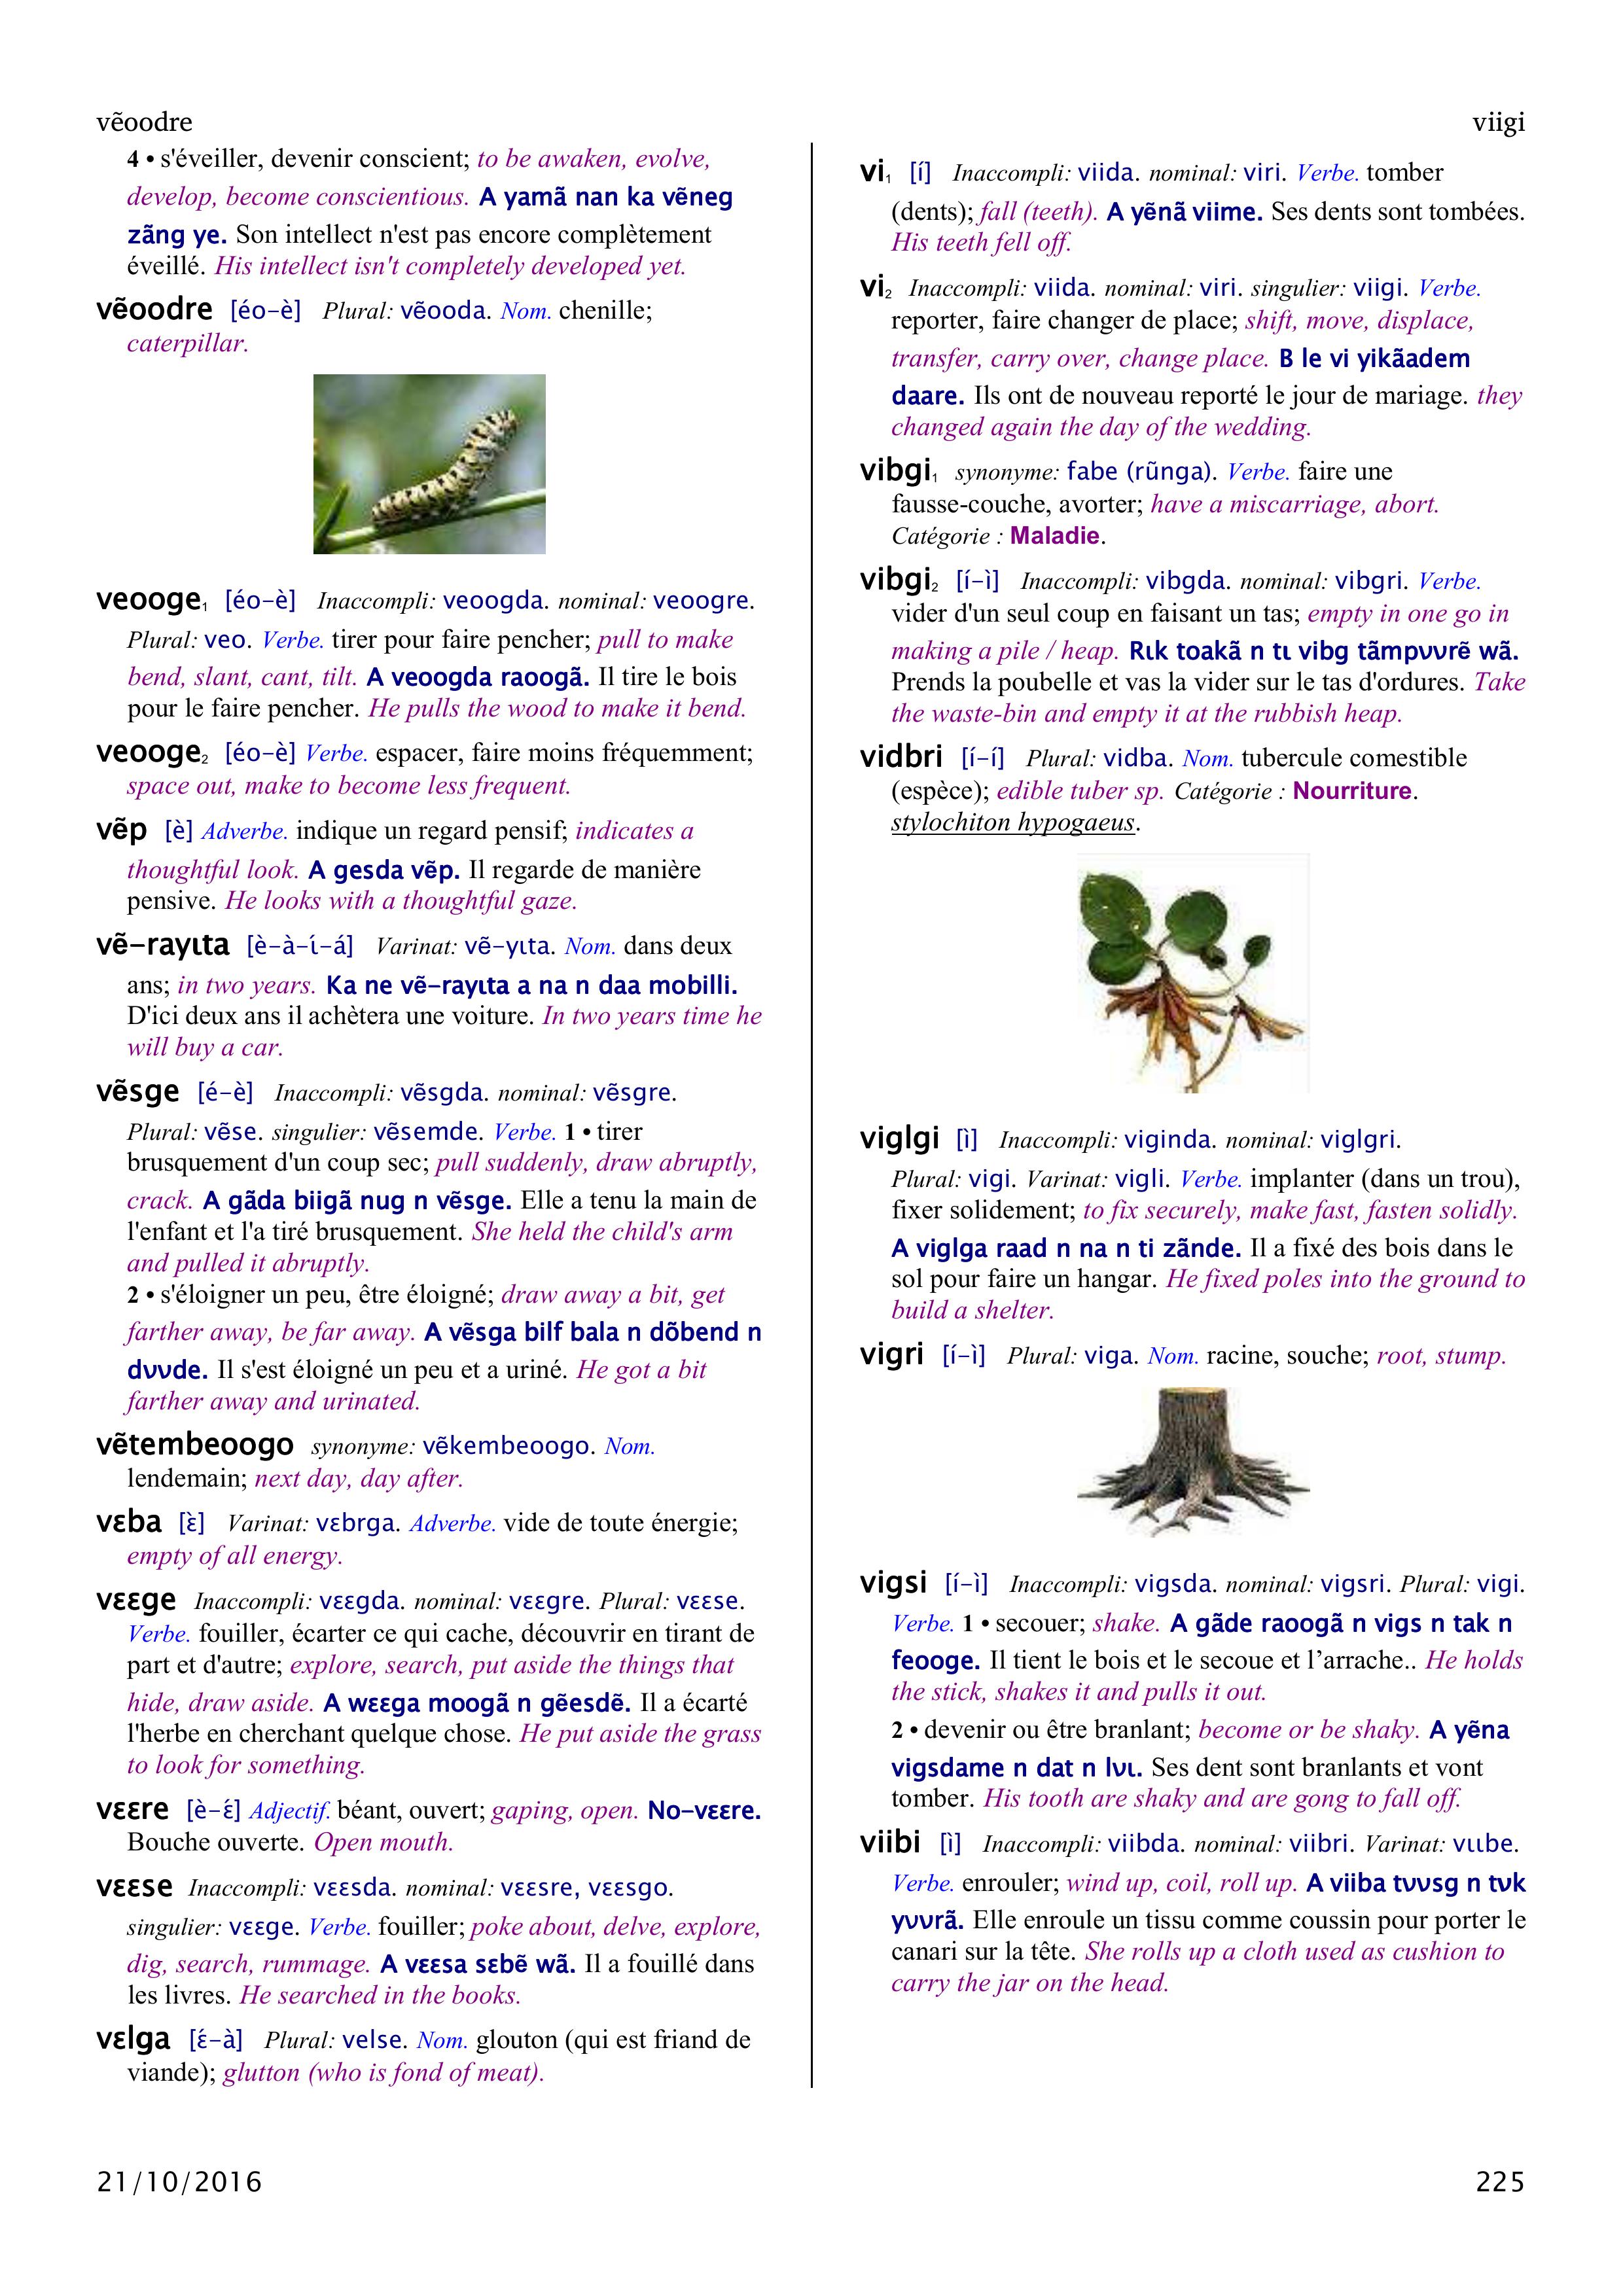 vẽoodre
viigi
4 • s'éveiller, devenir conscient; to be awaken, evolve,
develop, become conscientious. A yamã nan ka vẽneg
zãng ye. Son intellect n'est pas encore complètement
éveillé. His intellect isn't completely developed yet.
vẽoodre [éo-è] Plural: vẽooda. Nom. chenille;
caterpillar.
veooge₁ [éo-è] Inaccompli: veoogda. nominal: veoogre.
Plural: veo. Verbe. tirer pour faire pencher; pull to make
bend, slant, cant, tilt. A veoogda raoogã. Il tire le bois
pour le faire pencher. He pulls the wood to make it bend.
veooge₂ [éo-è] Verbe. espacer, faire moins fréquemment;
space out, make to become less frequent.
vẽp [è] Adverbe. indique un regard pensif; indicates a
thoughtful look. A gesda vẽp. Il regarde de manière
pensive. He looks with a thoughtful gaze.
vẽ-rayɩta [è-à-ɩ́-á] Varinat: vẽ-yɩta. Nom. dans deux
ans; in two years. Ka ne vẽ-rayɩta a na n daa mobilli.
D'ici deux ans il achètera une voiture. In two years time he
will buy a car.
vẽsge [é-è] Inaccompli: vẽsgda. nominal: vẽsgre.
Plural: vẽse. singulier: vẽsemde. Verbe. 1 • tirer
brusquement d'un coup sec; pull suddenly, draw abruptly,
crack. A gãda biigã nug n vẽsge. Elle a tenu la main de
l'enfant et l'a tiré brusquement. She held the child's arm
and pulled it abruptly.
2 • s'éloigner un peu, être éloigné; draw away a bit, get
farther away, be far away. A vẽsga bilf bala n dõbend n
dʋʋde. Il s'est éloigné un peu et a uriné. He got a bit
farther away and urinated.
vẽtembeoogo synonyme: vẽkembeoogo. Nom.
lendemain; next day, day after.
vɛba [ɛ̀] Varinat: vɛbrga. Adverbe. vide de toute énergie;
empty of all energy.
vɛɛge Inaccompli: vɛɛgda. nominal: vɛɛgre. Plural: vɛɛse.
Verbe. fouiller, écarter ce qui cache, découvrir en tirant de
part et d'autre; explore, search, put aside the things that
hide, draw aside. A wɛɛga moogã n gẽesdẽ. Il a écarté
l'herbe en cherchant quelque chose. He put aside the grass
to look for something.
vɛɛre [è-ɛ́] Adjectif. béant, ouvert; gaping, open. No-vɛɛre.
Bouche ouverte. Open mouth.
vɛɛse Inaccompli: vɛɛsda. nominal: vɛɛsre, vɛɛsgo.
singulier: vɛɛge. Verbe. fouiller; poke about, delve, explore,
dig, search, rummage. A vɛɛsa sɛbẽ wã. Il a fouillé dans
les livres. He searched in the books.
vɛlga [ɛ́-à] Plural: velse. Nom. glouton (qui est friand de
viande); glutton (who is fond of meat).
vi₁ [í] Inaccompli: viida. nominal: viri. Verbe. tomber
(dents); fall (teeth). A yẽnã viime. Ses dents sont tombées.
His teeth fell off.
vi₂ Inaccompli: viida. nominal: viri. singulier: viigi. Verbe.
reporter, faire changer de place; shift, move, displace,
transfer, carry over, change place. B le vi yikãadem
daare. Ils ont de nouveau reporté le jour de mariage. they
changed again the day of the wedding.
vibgi₁ synonyme: fabe (rũnga). Verbe. faire une
fausse-couche, avorter; have a miscarriage, abort.
Catégorie : Maladie.
vibgi₂ [í-ì] Inaccompli: vibgda. nominal: vibgri. Verbe.
vider d'un seul coup en faisant un tas; empty in one go in
making a pile / heap. Rɩk toakã n tɩ vibg tãmpʋʋrẽ wã.
Prends la poubelle et vas la vider sur le tas d'ordures. Take
the waste-bin and empty it at the rubbish heap.
vidbri [í-í] Plural: vidba. Nom. tubercule comestible
(espèce); edible tuber sp. Catégorie : Nourriture.
stylochiton hypogaeus.
viglgi [ì] Inaccompli: viginda. nominal: viglgri.
Plural: vigi. Varinat: vigli. Verbe. implanter (dans un trou),
fixer solidement; to fix securely, make fast, fasten solidly.
A viglga raad n na n ti zãnde. Il a fixé des bois dans le
sol pour faire un hangar. He fixed poles into the ground to
build a shelter.
vigri [í-ì] Plural: viga. Nom. racine, souche; root, stump.
vigsi [í-ì] Inaccompli: vigsda. nominal: vigsri. Plural: vigi.
Verbe. 1 • secouer; shake. A gãde raoogã n vigs n tak n
feooge. Il tient le bois et le secoue et l’arrache.. He holds
the stick, shakes it and pulls it out.
2 • devenir ou être branlant; become or be shaky. A yẽna
vigsdame n dat n lʋɩ. Ses dent sont branlants et vont
tomber. His tooth are shaky and are gong to fall off.
viibi [ì] Inaccompli: viibda. nominal: viibri. Varinat: vɩɩbe.
Verbe. enrouler; wind up, coil, roll up. A viiba tʋʋsg n tʋk
yʋʋrã. Elle enroule un tissu comme coussin pour porter le
canari sur la tête. She rolls up a cloth used as cushion to
carry the jar on the head.
21/10/2016
225